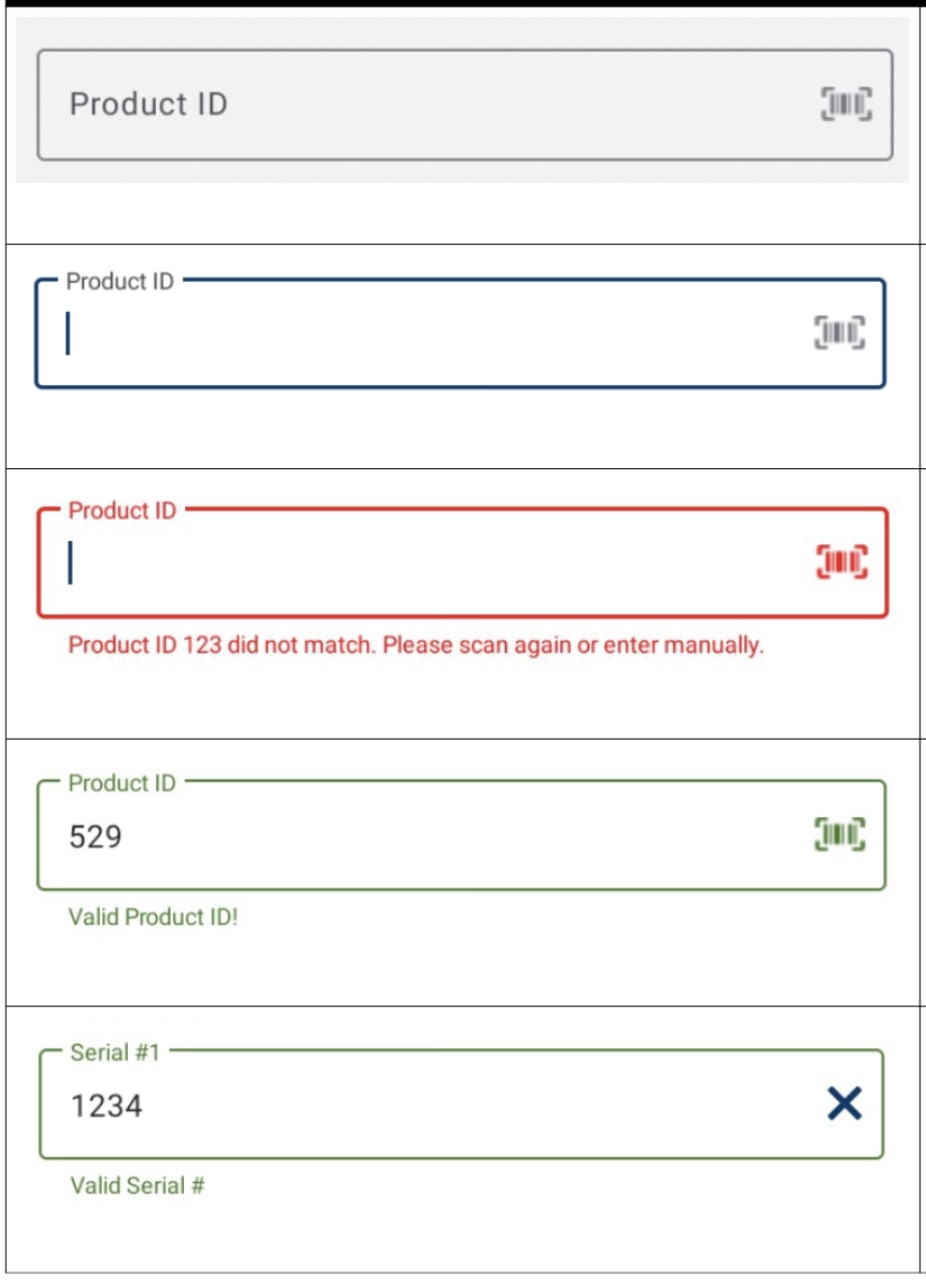 Product ID
Product ID
Product ID
Product ID 123 did not match. Please scan again or enter manually.
Product ID
529
Valid Product ID!
Serial #1
1234
Valid Serial #